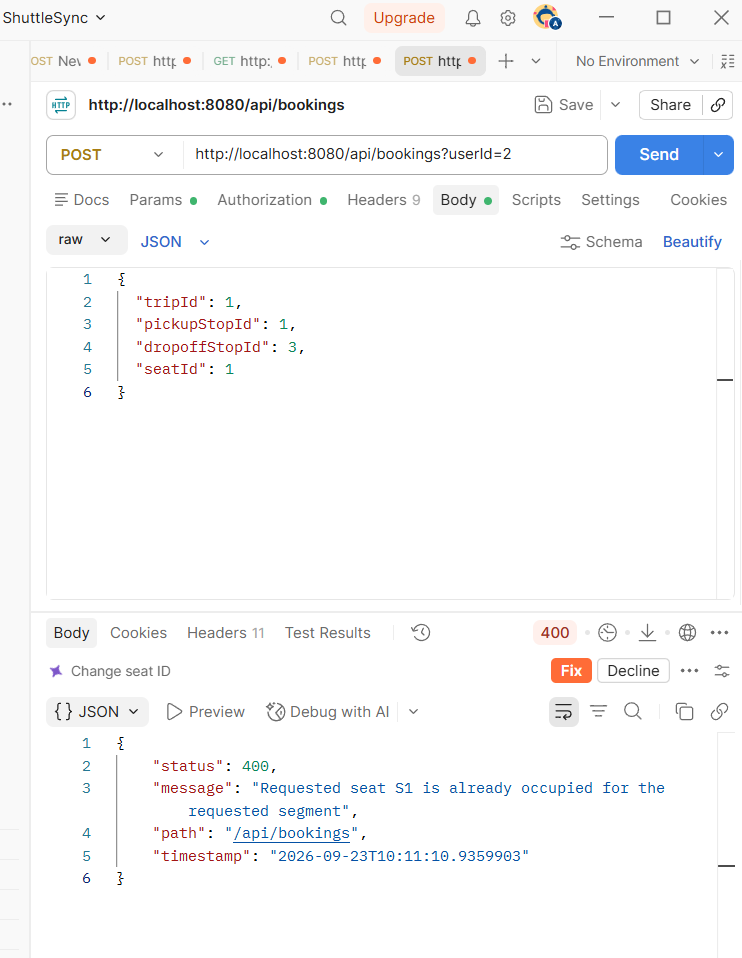 ShuttleSync
Upgrade
A
OST Nev
POST http
GET http:
POST http
POST http
No Environment
HTTP
http://localhost:8080/api/bookings
Save
Share
POST
http://localhost:8080/api/bookings?userId=2
Send
Docs Params Authorization Headers 9 Body Scripts Settings Cookies
raw
JSON
Schema
Beautify
1 {
2 "tripId": 1,
3 "pickupStopId": 1,
4 "dropoffStopId": 3,
5 "seatId": 1
6 }
Body Cookies Headers 11 Test Results
400
Change seat ID
Fix
Decline
{} JSON
Preview
Debug with AI
1 {
2 "status": 400,
3 "message": "Requested seat S1 is already occupied for the
requested segment",
4 "path": "/api/bookings",
5 "timestamp": "2026-09-23T10:11:10.9359903"
6 }